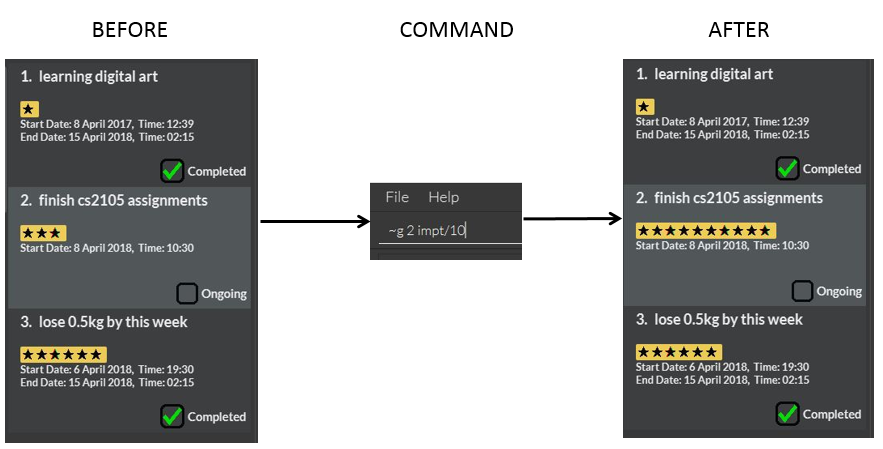 BEFORE
COMMAND
AFTER
1. learning digital art
Start Date: 8 April 2017, Time: 12:39
End Date: 15 April 2018, Time: 02:15
Completed
2. finish cs2105 assignments
Start Date: 8 April 2018, Time: 10:30
Ongoing
3. lose 0.5kg by this week
Start Date: 6 April 2018, Time: 19:30
End Date: 15 April 2018, Time: 02:15
Completed
File Help
~g 2 impt/10
1. learning digital art
Start Date: 8 April 2017, Time: 12:39
End Date: 15 April 2018, Time: 02:15
Completed
2. finish cs2105 assignments
Start Date: 8 April 2018, Time: 10:30
Ongoing
3. lose 0.5kg by this week
Start Date: 6 April 2018, Time: 19:30
End Date: 15 April 2018, Time: 02:15
Completed